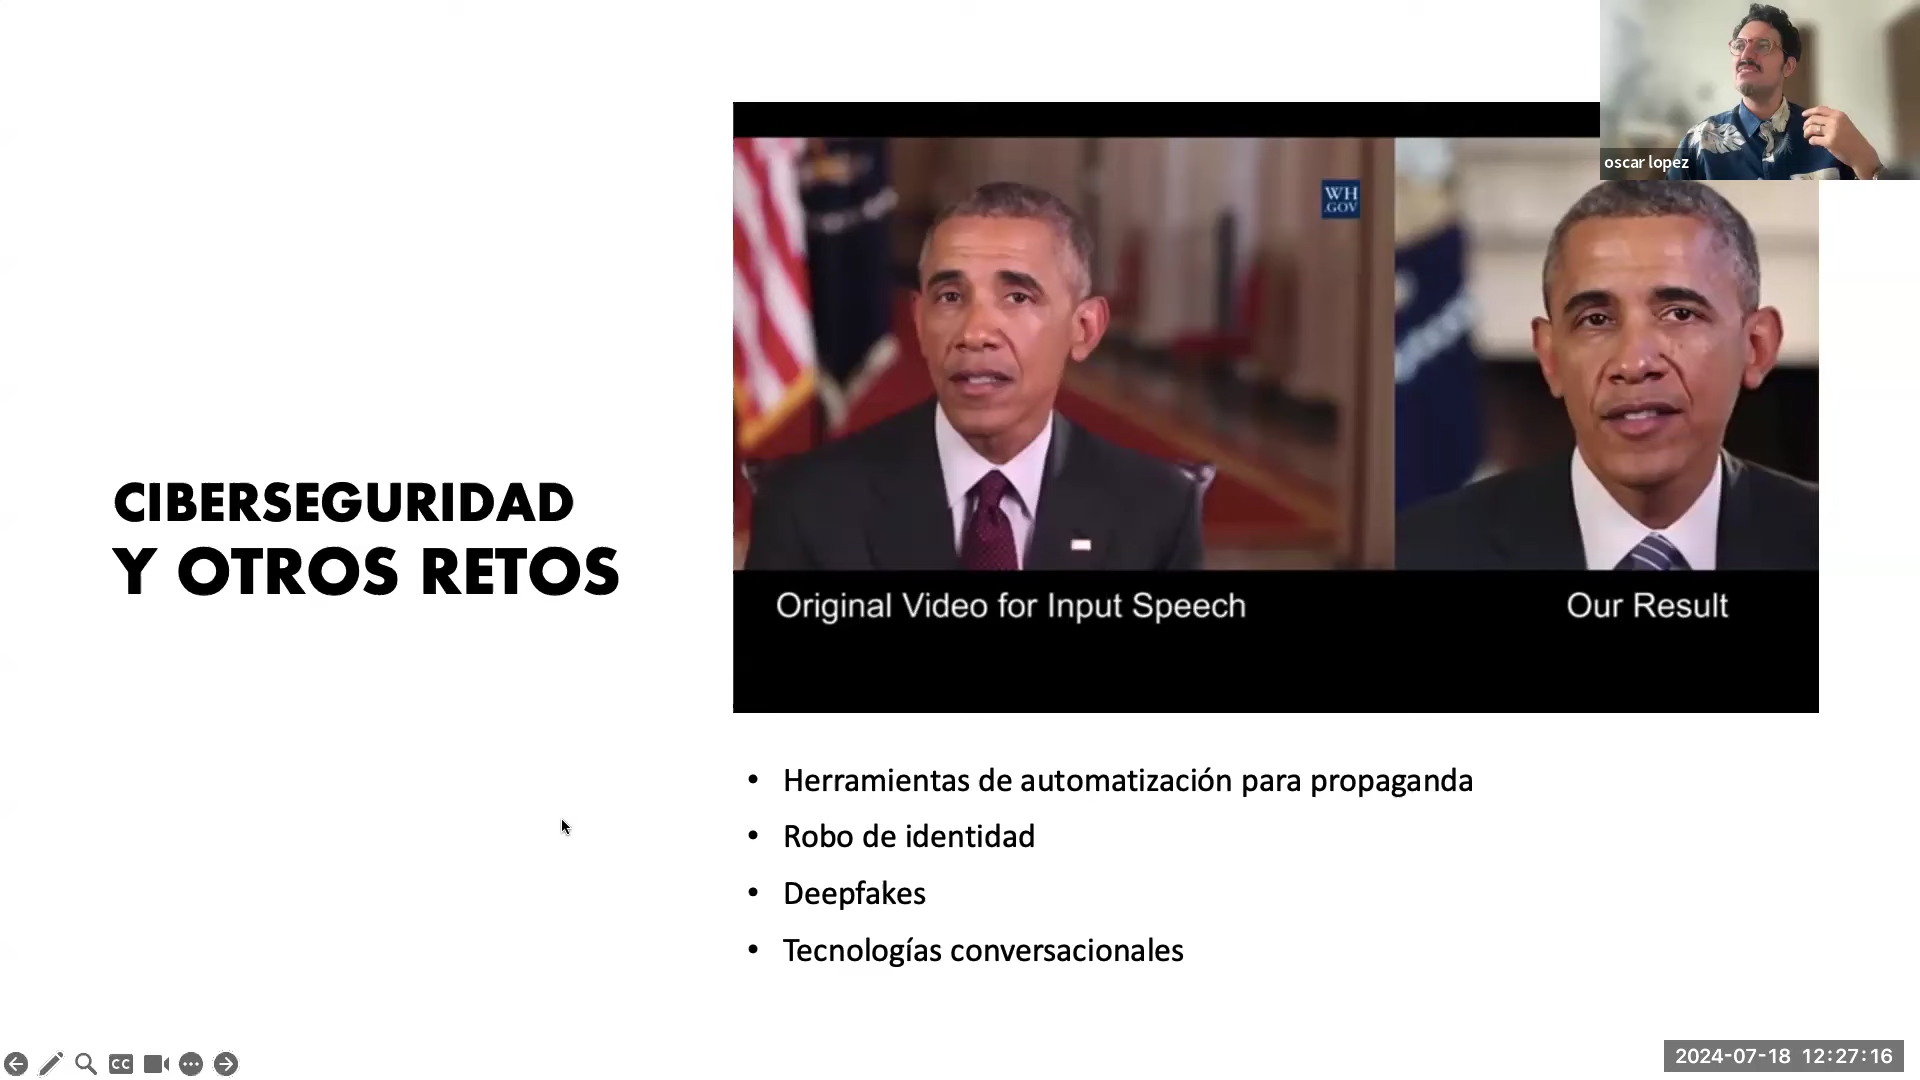 oscar lopez
WH
.GOV
CIBERSEGURIDAD
Y OTROS RETOS
Original Video for Input Speech
Our Result
• Herramientas de automatización para propaganda
• Robo de identidad
• Deepfakes
• Tecnologías conversacionales
CC
2024-07-18 12:27:16